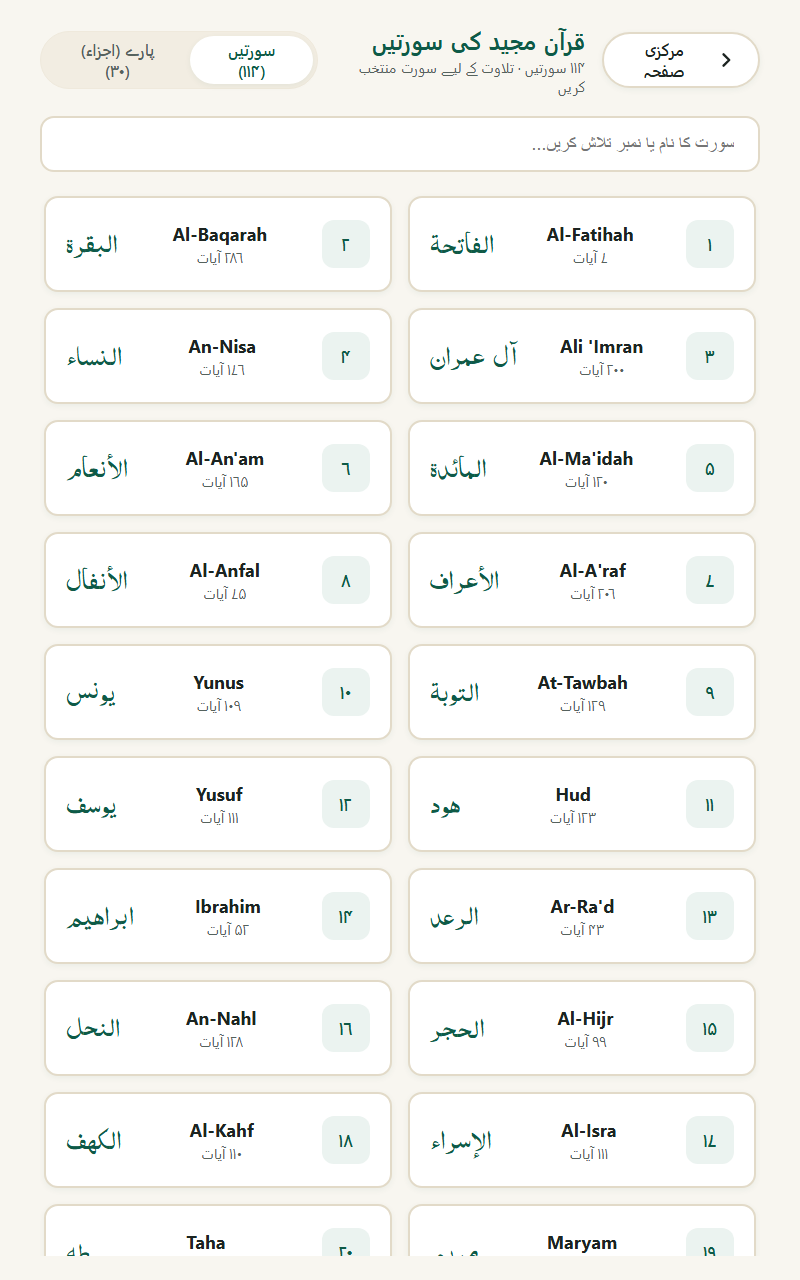 مرکزی
صفحہ
قرآن مجید کی سورتیں
۱۱۴ سورتیں · تلاوت کے لیے سورت منتخب
کریں
سورتیں
(۱۱۴)
پارے (اجزاء)
(۳۰)
سورت کا نام یا نمبر تلاش کریں...
۱
Al-Fatihah
۷ آیات
الفاتحة
۲
Al-Baqarah
۲۸۶ آیات
البقرة
۳
Ali 'Imran
۲۰۰ آیات
آل عمران
۴
An-Nisa
۱۷۶ آیات
النساء
۵
Al-Ma'idah
۱۲۰ آیات
المائدة
۶
Al-An'am
۱۶۵ آیات
الأنعام
۷
Al-A'raf
۲۰۶ آیات
الأعراف
۸
Al-Anfal
۷۵ آیات
الأنفال
۹
At-Tawbah
۱۲۹ آیات
التوبة
۱۰
Yunus
۱۰۹ آیات
يونس
۱۱
Hud
۱۲۳ آیات
هود
۱۲
Yusuf
۱۱۱ آیات
يوسف
۱۳
Ar-Ra'd
۴۳ آیات
الرعد
۱۴
Ibrahim
۵۲ آیات
ابراهيم
۱۵
Al-Hijr
۹۹ آیات
الحجر
۱۶
An-Nahl
۱۲۸ آیات
النحل
۱۷
Al-Isra
۱۱۱ آیات
الإسراء
۱۸
Al-Kahf
۱۱۰ آیات
الكهف
۱۹
Maryam
۲۰
Taha
طه